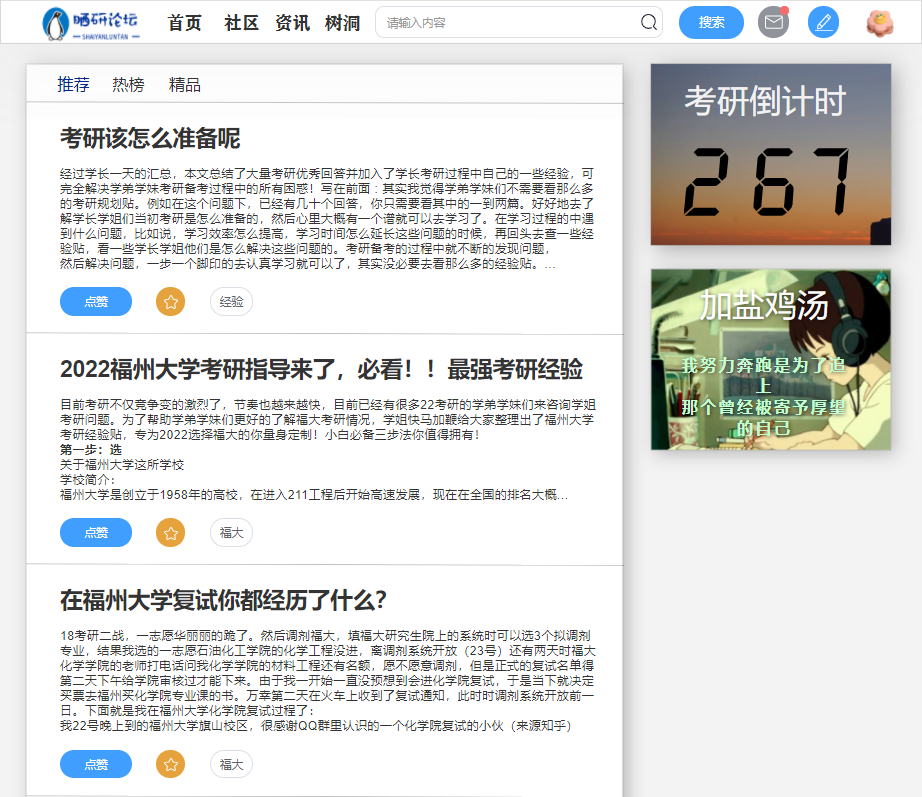 晒研论坛
SHAIYANLUNTAN
首页 社区 资讯 树洞 请输入内容 搜索
推荐 热榜 精品
考研该怎么准备呢
经过学长一天的汇总，本文总结了大量考研优秀回答并加入了学长考研过程中自己的一些经验，可
完全解决学弟学妹考研备考过程中的所有困惑！写在前面：其实我觉得学弟学妹们不需要看那么多
的考研规划贴。例如在这个问题下，已经有几十个回答，你只需要看其中的一到两篇。好好地去了
解学长学姐们当初考研是怎么准备的，然后心里大概有一个谱就可以去学习了。在学习过程中遇
到什么问题，比如说，学习效率怎么提高，学习时间怎么延长这些问题的时候，再回头去查一些经
验贴，看一些学长学姐他们是怎么解决这些问题的。考研备考的过程中就不断的发现问题，
然后解决问题，一步一个脚印的去认真学习就可以了，其实没必要去看那么多的经验贴。...
点赞 经验
2022福州大学考研指导来了，必看！！最强考研经验
目前考研不仅竞争变的激烈了，节奏也越来越快，目前已经有很多22考研的学弟学妹们来咨询学姐
考研问题。为了帮助学弟学妹们更好的了解福大考研情况，学姐快马加鞭给大家整理出了福州大学
考研经验贴，专为2022选择福大的你量身定制！小白必备三步法你值得拥有！
第一步：选
关于福州大学这所学校
学校简介：
福州大学是创立于1958年的高校，在进入211工程后开始高速发展，现在在全国的排名大概...
点赞 福大
在福州大学复试你都经历了什么？
18考研二战，一志愿华丽丽的跪了。然后调剂福大，填福大研究生院上的系统时可以选3个拟调剂
专业，结果我选的一志愿石油化工学院的化学工程没进，离调剂系统开放（23号）还有两天时福大
化学学院的老师打电话问我化学学院的材料工程还有名额，愿不愿意调剂，但是正式的复试名单得
第二天下午给学院审核过才能下来。由于我一开始一直没预想到会进化学院复试，于是当下就决定
买票去福州买化学院专业课的书。万幸第二天在火车上收到了复试通知，此时时调剂系统开放前一
日。下面就是我在福州大学化学院复试过程了：
我22号晚上到的福州大学旗山校区，很感谢QQ群里认识的一个化学院复试的小伙（来源知乎）
点赞 福大
考研倒计时
267
加盐鸡汤
我努力奔跑是为了追
上
那个曾经被寄予厚望
的自己